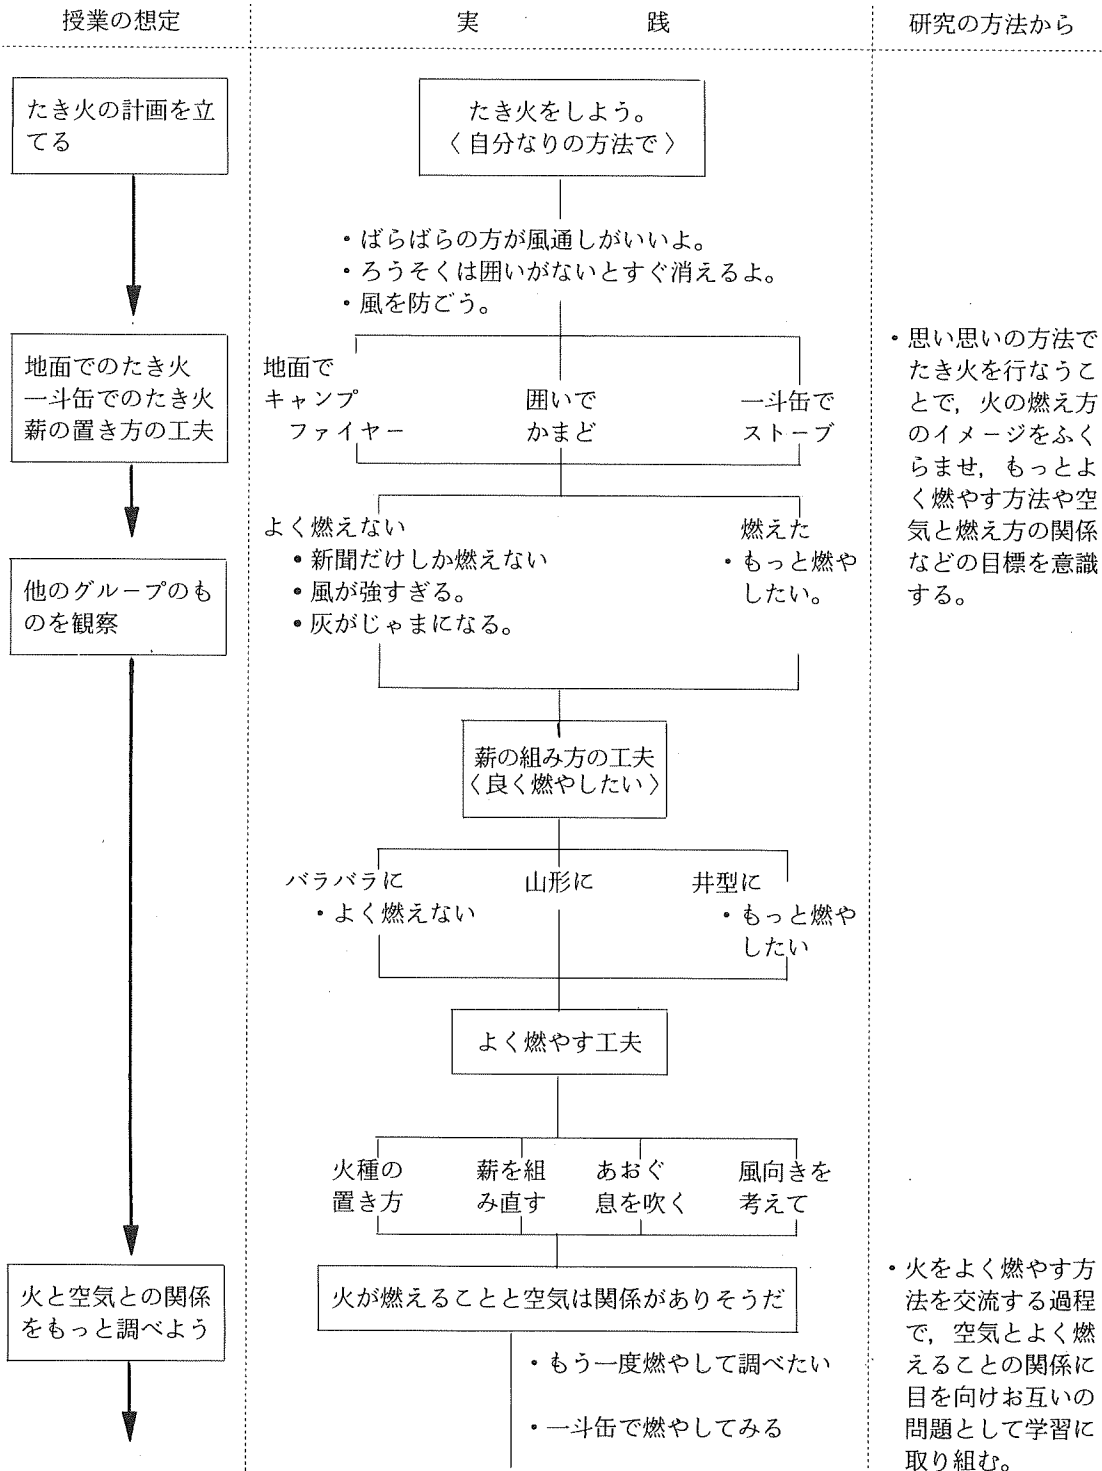 授業の想定
実 践
研究の方法から
たき火の計画を立
てる
たき火をしよう。
〈自分なりの方法で〉
・ばらばらの方が風通しがいいよ。
・ろうそくは囲いがないとすぐ消えるよ。
・風を防ごう。
地面でのたき火
一斗缶でのたき火
薪の置き方の工夫
地面で
キャンプ
ファイヤー
囲いで
かまど
一斗缶で
ストーブ
・思い思いの方法で
たき火を行なうこ
とで,火の燃え方
のイメージをふく
らませ,もっとよ
く燃やす方法や空
気と燃え方の関係
などの目標を意識
する。
よく燃えない
・新聞だけしか燃えない
・風が強すぎる。
・灰がじゃまになる。
燃えた
・もっと燃や
したい。
他のグループのも
のを観察
薪の組み方の工夫
〈良く燃やしたい〉
バラバラに
・よく燃えない
山形に
井型に
・もっと燃や
したい
よく燃やす工夫
火種の
置き方
薪を組
み直す
あおぐ
息を吹く
風向きを
考えて
火と空気との関係
をもっと調べよう
火が燃えることと空気は関係がありそうだ
・もう一度燃やして調べたい
・一斗缶で燃やしてみる
・火をよく燃やす方
法を交流する過程
で,空気とよく燃
えることの関係に
目を向けお互いの
問題として学習に
取り組む。